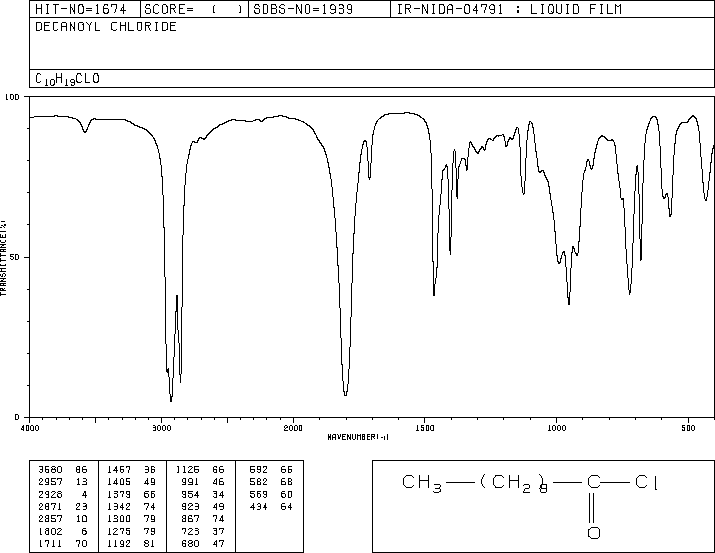 HIT-NO=1674 SCORE= ( ) SDBS-NO=1939 IR-NIDA-04791 : LIQUID FILM
DECANOYL CHLORIDE
C10H19CLO
100
50
0
TRANSMITTANCE(%)
4000 3000 2000 1500 1000 500
WAVENUMBER(-1)
3580 86 1467 36 1126 66 592 66
2957 13 1405 49 991 46 582 68
2928 4 1379 66 954 34 569 60
2871 23 1342 74 923 49 434 64
2857 10 1300 79 867 74
1802 6 1275 79 723 37
1711 70 1192 81 680 47
CH3—(CH2)8—C—Cl
O